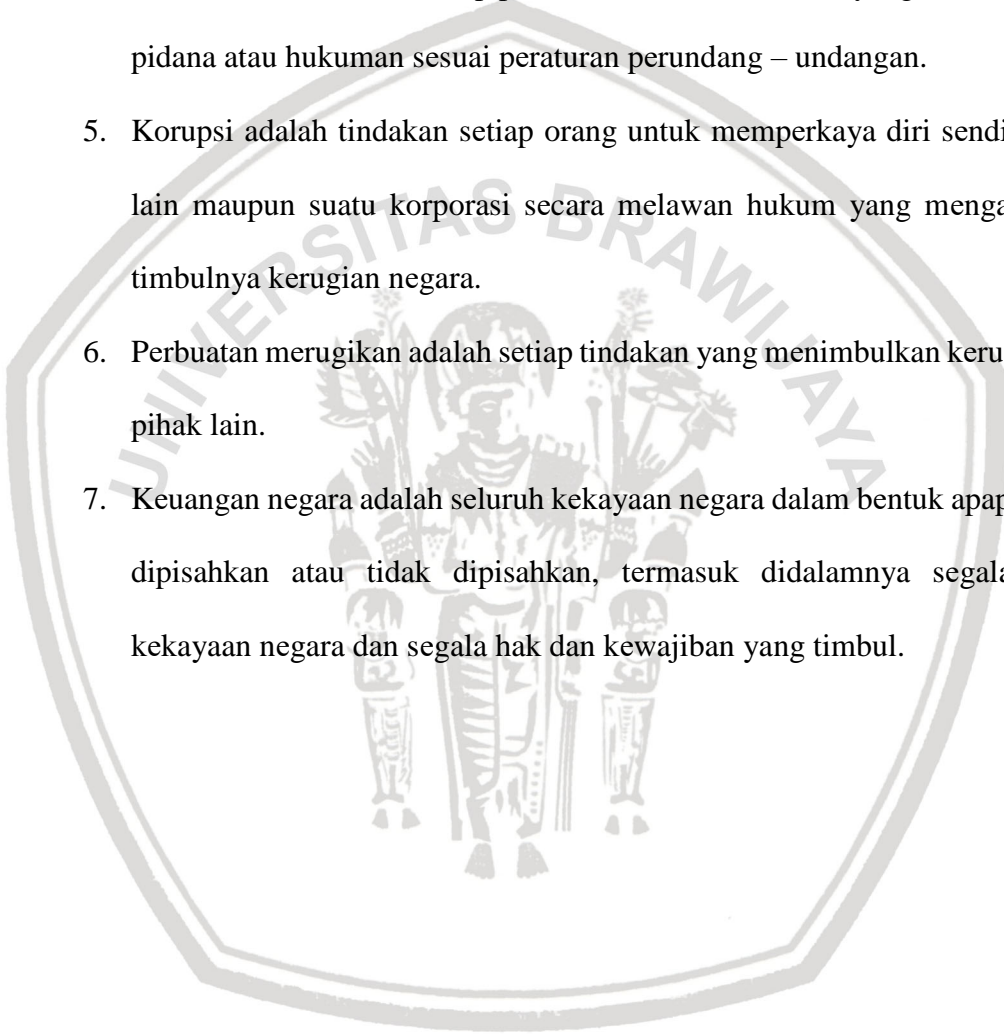 pidana atau hukuman sesuai peraturan perundang – undangan.
5. Korupsi adalah tindakan setiap orang untuk memperkaya diri sendi
lain maupun suatu korporasi secara melawan hukum yang menga
timbulnya kerugian negara.
6. Perbuatan merugikan adalah setiap tindakan yang menimbulkan keru
pihak lain.
7. Keuangan negara adalah seluruh kekayaan negara dalam bentuk apap
dipisahkan atau tidak dipisahkan, termasuk didalamnya segala
kekayaan negara dan segala hak dan kewajiban yang timbul.
UNIVERSITAS BRAWIJAYA